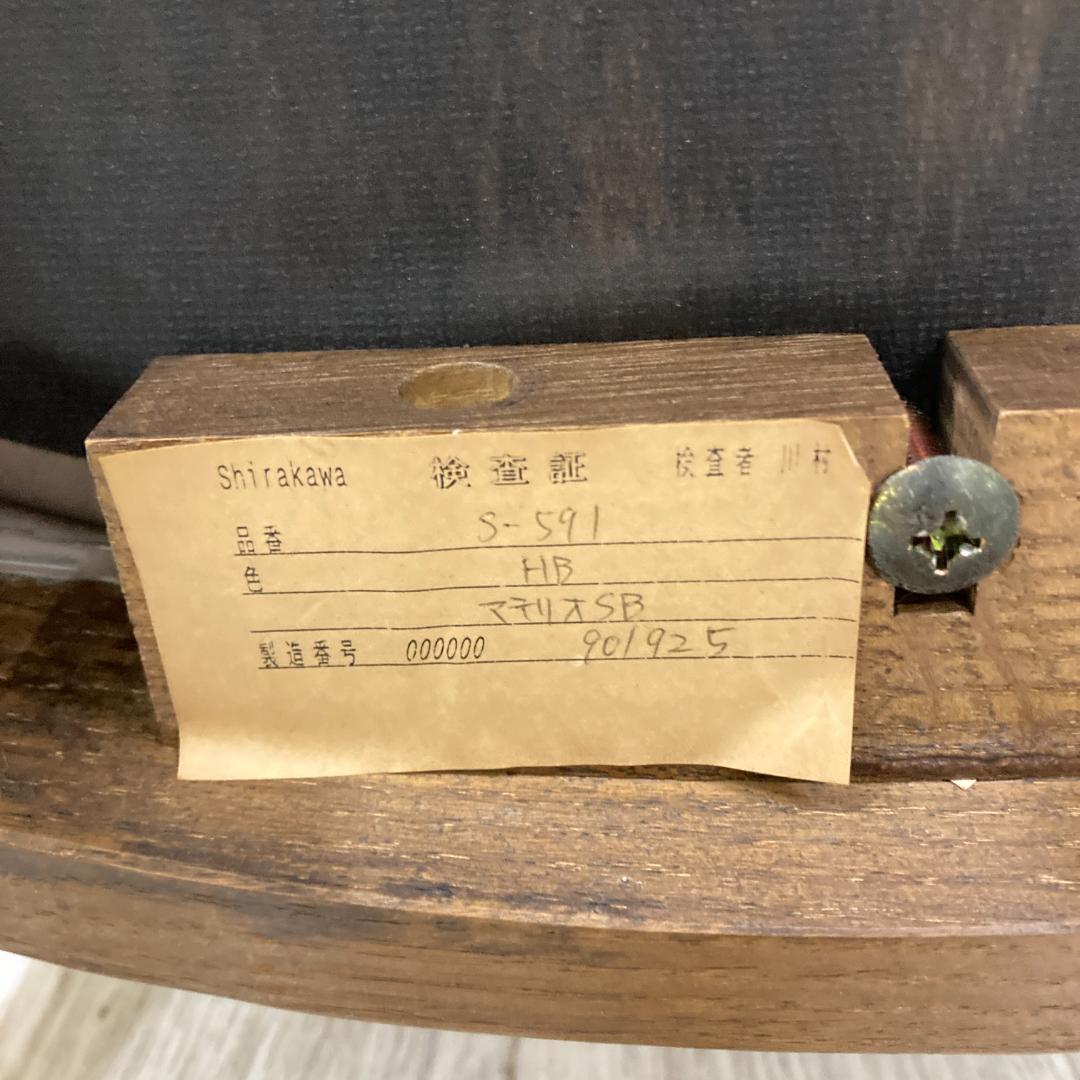 Shirakawa 検査証 検査者 川村
品番 S-591
色 HB
マテリオSB
製造番号 000000 901925